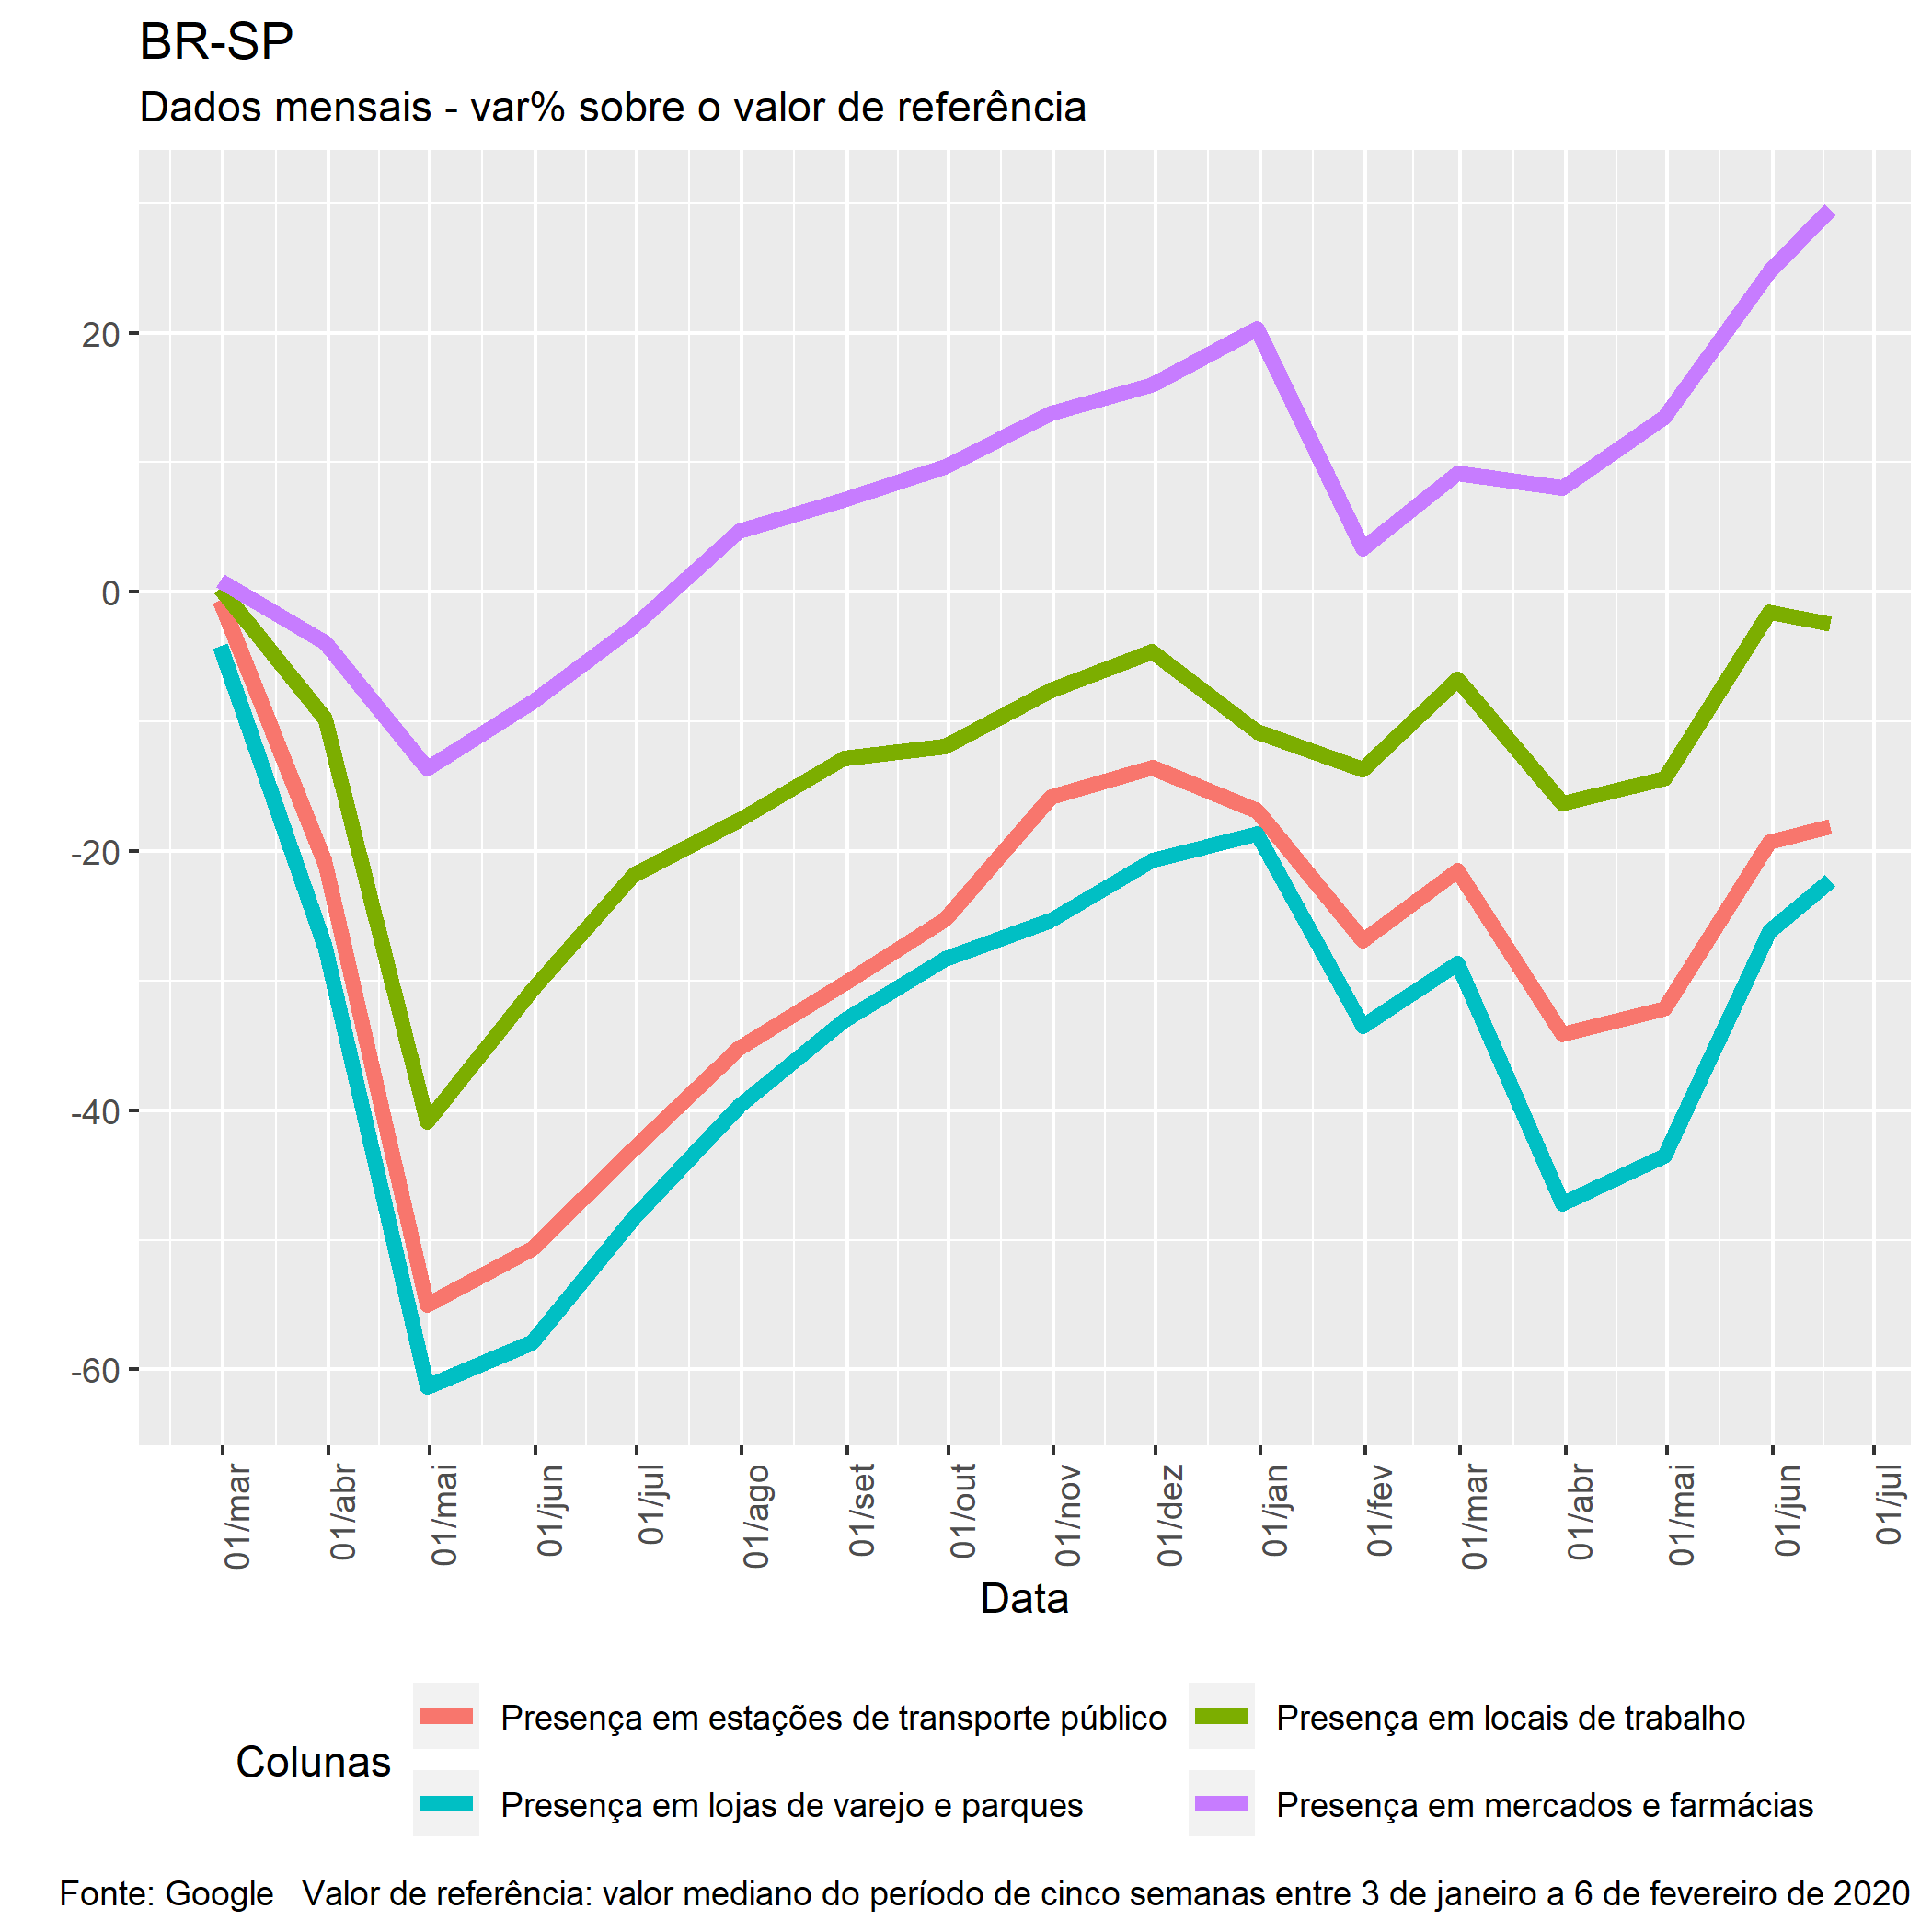 BR-SP
Dados mensais - var% sobre o valor de referência
20
0
-20
-40
-60
01/mar
01/abr
01/mai
01/jun
01/jul
01/ago
01/set
01/out
01/nov
01/dez
01/jan
01/fev
01/mar
01/abr
01/mai
01/jun
01/jul
Data
Colunas
Presença em estações de transporte público
Presença em locais de trabalho
Presença em lojas de varejo e parques
Presença em mercados e farmácias
Fonte: Google Valor de referência: valor mediano do período de cinco semanas entre 3 de janeiro a 6 de fevereiro de 2020